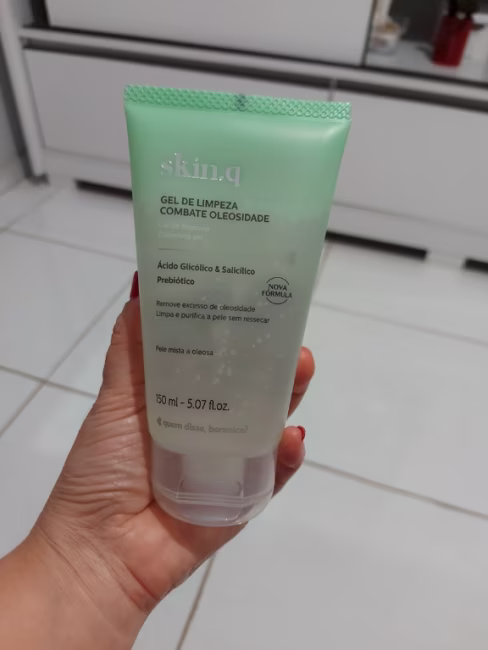 skin.q
GEL DE LIMPEZA
COMBATE OLEOSIDADE
Ácido Glicólico & Salicílico
Prebiótico
NOVA
FÓRMULA
Remove excesso de oleosidade
Limpa e purifica a pele sem ressecar
Pele mista a oleosa
150 ml - 5.07 fl.oz.
quem disse, berenice?